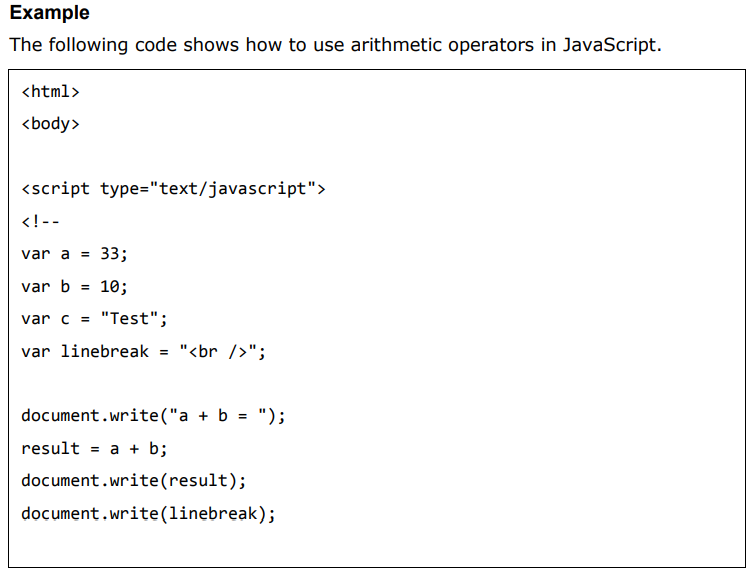 Example
The following code shows how to use arithmetic operators in JavaScript.
<html>
<body>
<script type="text/javascript">
<!--
var a = 33;
var b = 10;
var c = "Test";
var linebreak = "<br />";
document.write("a + b = ");
result = a + b;
document.write(result);
document.write(linebreak);